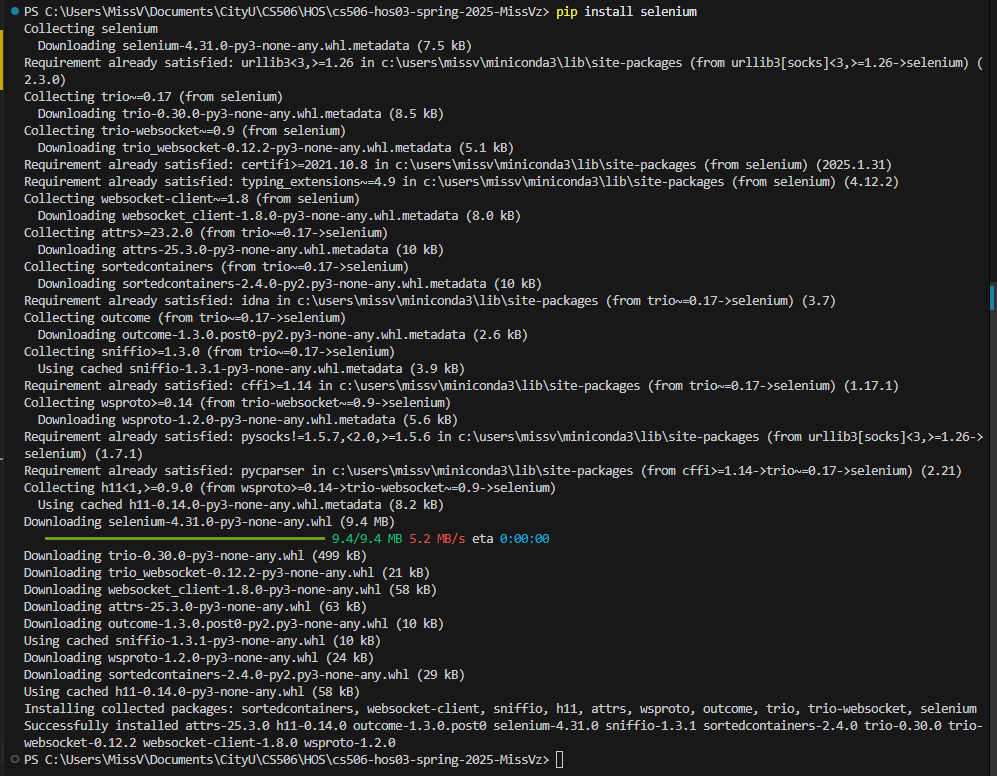 PS C:\Users\MissV\Documents\CityU\CS506\HOS\cs506-hos03-spring-2025-MissVz> pip install selenium
Collecting selenium
  Downloading selenium-4.31.0-py3-none-any.whl.metadata (7.5 kB)
Requirement already satisfied: urllib3<3,>=1.26 in c:\users\missv\miniconda3\lib\site-packages (from urllib3[socks]<3,>=1.26->selenium) (
2.3.0)
Collecting trio~=0.17 (from selenium)
  Downloading trio-0.30.0-py3-none-any.whl.metadata (8.5 kB)
Collecting trio-websocket~=0.9 (from selenium)
  Downloading trio_websocket-0.12.2-py3-none-any.whl.metadata (5.1 kB)
Requirement already satisfied: certifi>=2021.10.8 in c:\users\missv\miniconda3\lib\site-packages (from selenium) (2025.1.31)
Requirement already satisfied: typing_extensions~=4.9 in c:\users\missv\miniconda3\lib\site-packages (from selenium) (4.12.2)
Collecting websocket-client~=1.8 (from selenium)
  Downloading websocket_client-1.8.0-py3-none-any.whl.metadata (8.0 kB)
Collecting attrs>=23.2.0 (from trio~=0.17->selenium)
  Downloading attrs-25.3.0-py3-none-any.whl.metadata (10 kB)
Collecting sortedcontainers (from trio~=0.17->selenium)
  Downloading sortedcontainers-2.4.0-py2.py3-none-any.whl.metadata (10 kB)
Requirement already satisfied: idna in c:\users\missv\miniconda3\lib\site-packages (from trio~=0.17->selenium) (3.7)
Collecting outcome (from trio~=0.17->selenium)
  Downloading outcome-1.3.0.post0-py2.py3-none-any.whl.metadata (2.6 kB)
Collecting sniffio>=1.3.0 (from trio~=0.17->selenium)
  Using cached sniffio-1.3.1-py3-none-any.whl.metadata (3.9 kB)
Requirement already satisfied: cffi>=1.14 in c:\users\missv\miniconda3\lib\site-packages (from trio~=0.17->selenium) (1.17.1)
Collecting wsproto>=0.14 (from trio-websocket~=0.9->selenium)
  Downloading wsproto-1.2.0-py3-none-any.whl.metadata (5.6 kB)
Requirement already satisfied: pysocks!=1.5.7,<2.0,>=1.5.6 in c:\users\missv\miniconda3\lib\site-packages (from urllib3[socks]<3,>=1.26->
selenium) (1.7.1)
Requirement already satisfied: pycparser in c:\users\missv\miniconda3\lib\site-packages (from cffi>=1.14->trio~=0.17->selenium) (2.21)
Collecting h11<1,>=0.9.0 (from wsproto>=0.14->trio-websocket~=0.9->selenium)
  Using cached h11-0.14.0-py3-none-any.whl.metadata (8.2 kB)
Downloading selenium-4.31.0-py3-none-any.whl (9.4 MB)
9.4/9.4 MB 5.2 MB/s eta 0:00:00
Downloading trio-0.30.0-py3-none-any.whl (499 kB)
Downloading trio_websocket-0.12.2-py3-none-any.whl (21 kB)
Downloading websocket_client-1.8.0-py3-none-any.whl (58 kB)
Downloading attrs-25.3.0-py3-none-any.whl (63 kB)
Downloading outcome-1.3.0.post0-py2.py3-none-any.whl (10 kB)
Using cached sniffio-1.3.1-py3-none-any.whl (10 kB)
Downloading wsproto-1.2.0-py3-none-any.whl (24 kB)
Downloading sortedcontainers-2.4.0-py2.py3-none-any.whl (29 kB)
Using cached h11-0.14.0-py3-none-any.whl (58 kB)
Installing collected packages: sortedcontainers, websocket-client, sniffio, h11, attrs, wsproto, outcome, trio, trio-websocket, selenium
Successfully installed attrs-25.3.0 h11-0.14.0 outcome-1.3.0.post0 selenium-4.31.0 sniffio-1.3.1 sortedcontainers-2.4.0 trio-0.30.0 trio-
websocket-0.12.2 websocket-client-1.8.0 wsproto-1.2.0
PS C:\Users\MissV\Documents\CityU\CS506\HOS\cs506-hos03-spring-2025-MissVz>